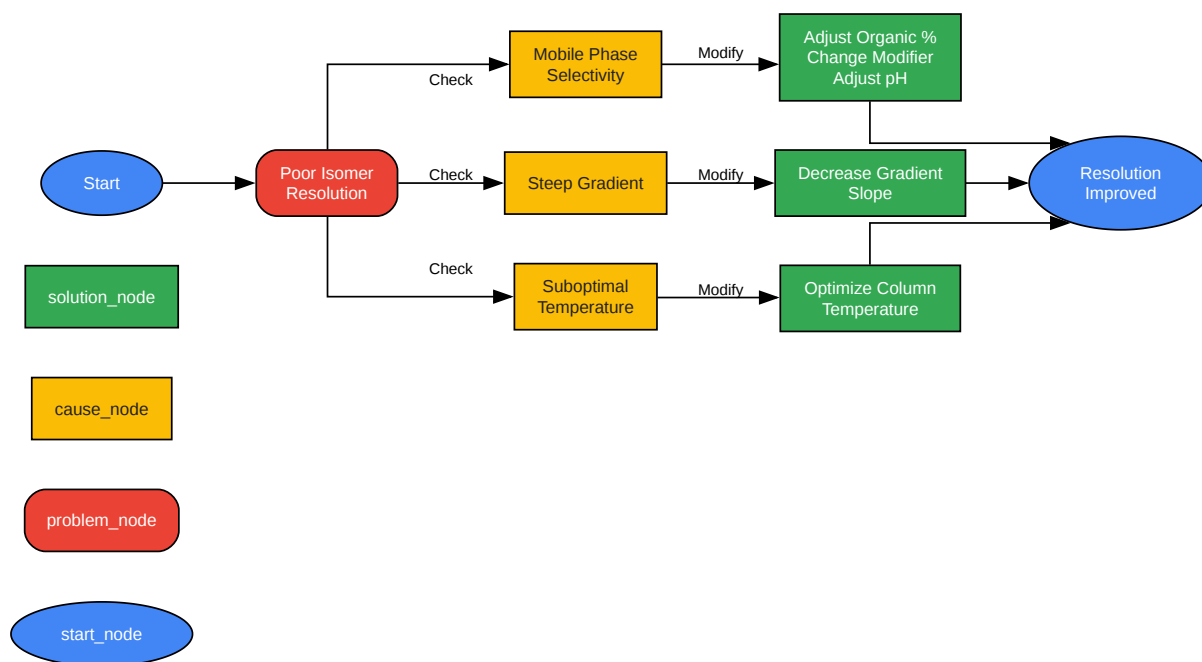 Start
Poor Isomer
Resolution
Check
Mobile Phase
Selectivity
Modify
Adjust Organic %
Change Modifier
Adjust pH
Check
Steep Gradient
Modify
Decrease Gradient
Slope
Check
Suboptimal
Temperature
Modify
Optimize Column
Temperature
Resolution
Improved
solution_node
cause_node
problem_node
start_node